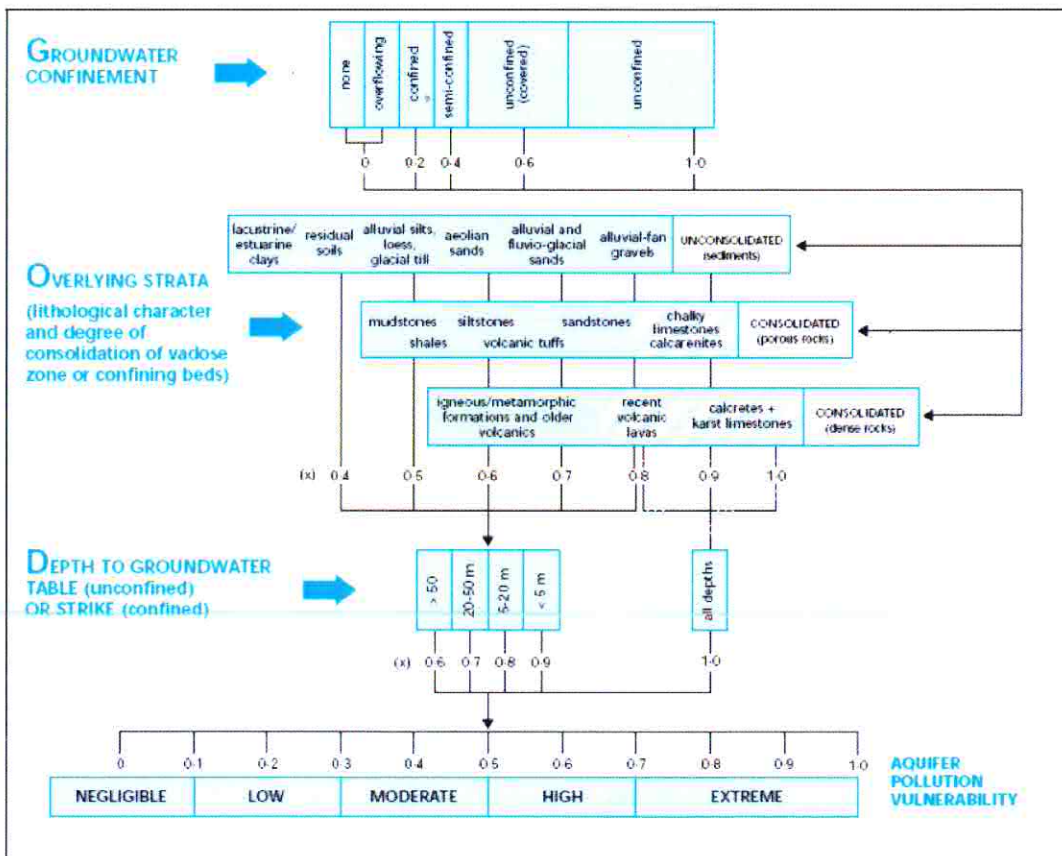 GROUNDWATER
CONFINEMENT
none
overflowing
confined
semi-confined
unconfined
(covered)
unconfined
0
0·2
0·4
0·6
1·0
lacustrine/
estuarine
clays
residual
soils
alluvial silts,
loess,
glacial till
aeolian
sands
alluvial and
fluvio-glacial
sands
alluvial-fan
gravels
UNCONSOLIDATED
(sediments)
OVERLYING STRATA
(lithological character
and degree of
consolidation of vadose
zone or confining beds)
mudstones
shales
siltstones
volcanic tuffs
sandstones
chalky
limestones
calcarenites
CONSOLIDATED
(porous rocks)
igneous/metamorphic
formations and older
volcanics
recent
volcanic
lavas
calcretes +
karst limestones
CONSOLIDATED
(dense rocks)
(x) 0·4 0·5 0·6 0·7 0·8 0·9 1·0
DEPTH TO GROUNDWATER
TABLE (unconfined)
OR STRIKE (confined)
> 50
20-50 m
5-20 m
< 5 m
all depths
(x) 0·6 0·7 0·8 0·9 1·0
0 0·1 0·2 0·3 0·4 0·5 0·6 0·7 0·8 0·9 1·0
NEGLIGIBLE LOW MODERATE HIGH EXTREME
AQUIFER
POLLUTION
VULNERABILITY